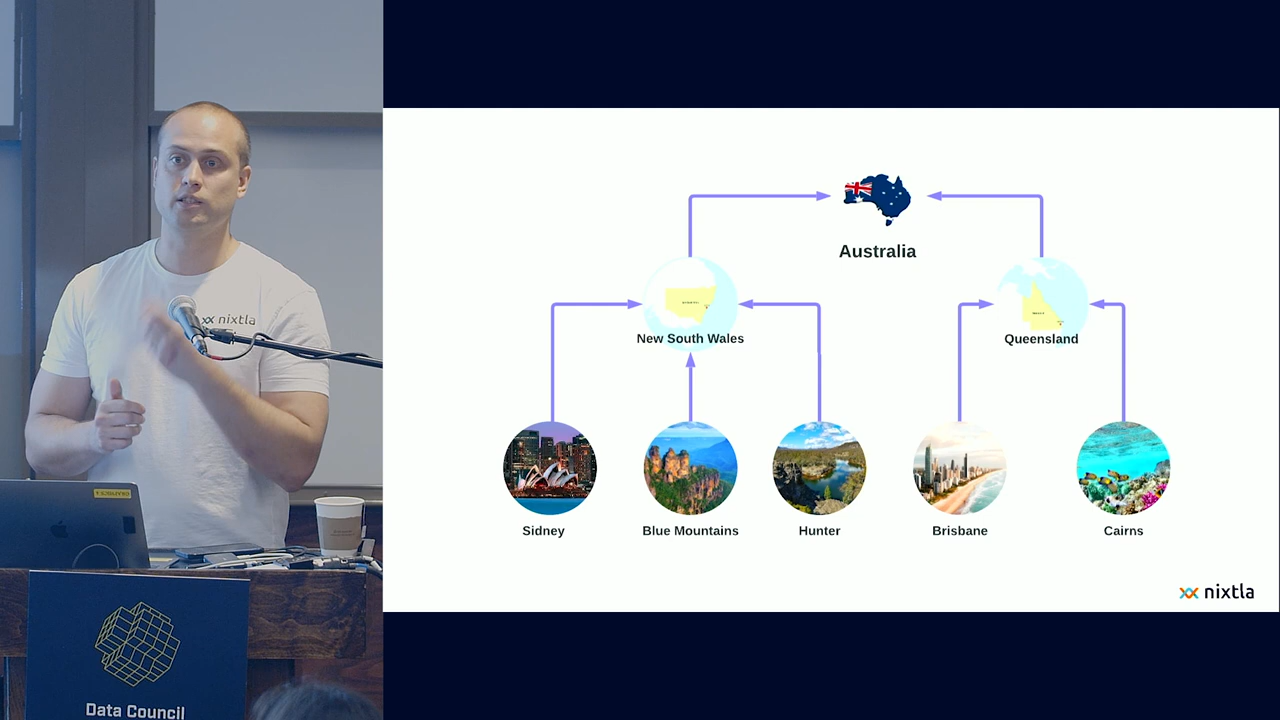 nixtla
Data Council
Australia
New South Wales
Queensland
Sidney
Blue Mountains
Hunter
Brisbane
Cairns
nixtla